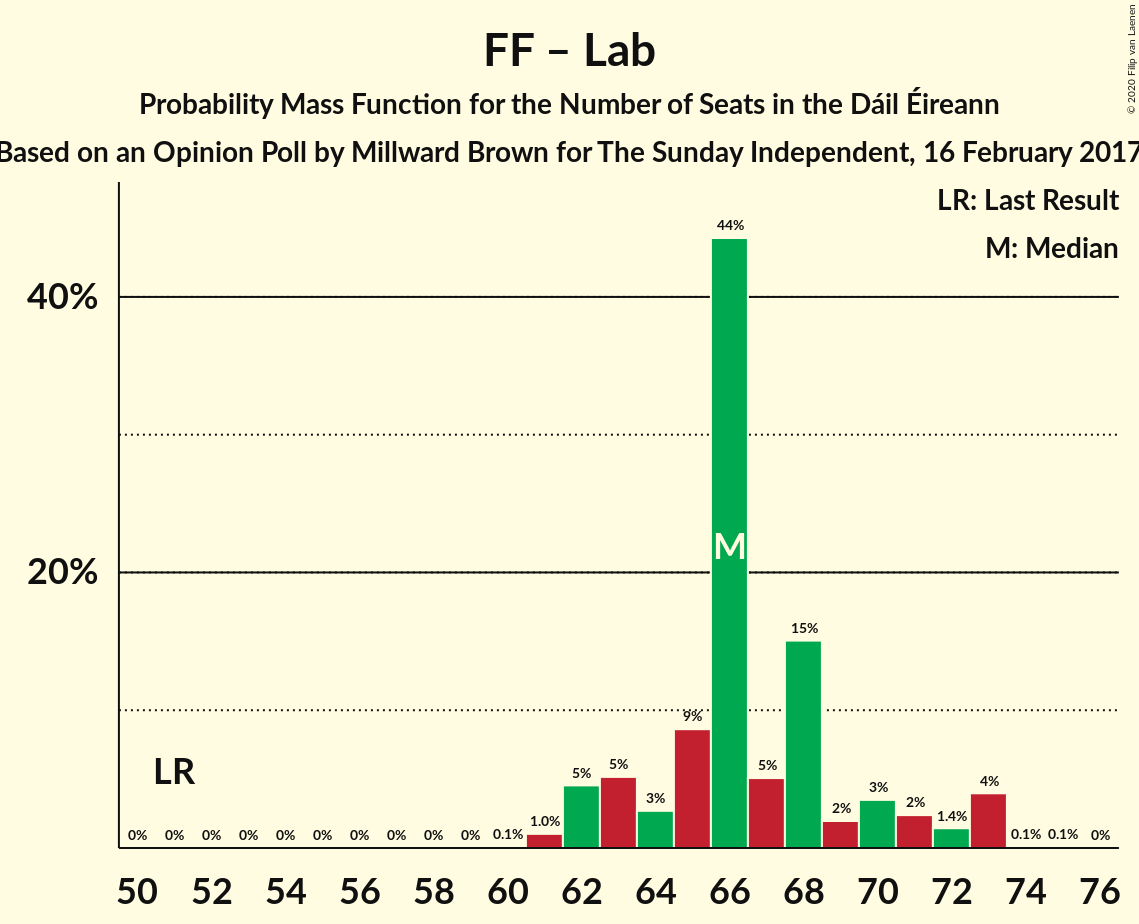 FF – Lab
Probability Mass Function for the Number of Seats in the Dáil Éireann
Based on an Opinion Poll by Millward Brown for The Sunday Independent, 16 February 2017
© 2020 Filip van Laenen
LR: Last Result
M: Median
40%
20%
LR
M
0% 0% 0% 0% 0% 0% 0% 0% 0% 0% 0.1% 1.0% 5% 5% 3% 9% 44% 5% 15% 2% 3% 2% 1.4% 4% 0.1% 0.1% 0%
50 52 54 56 58 60 62 64 66 68 70 72 74 76